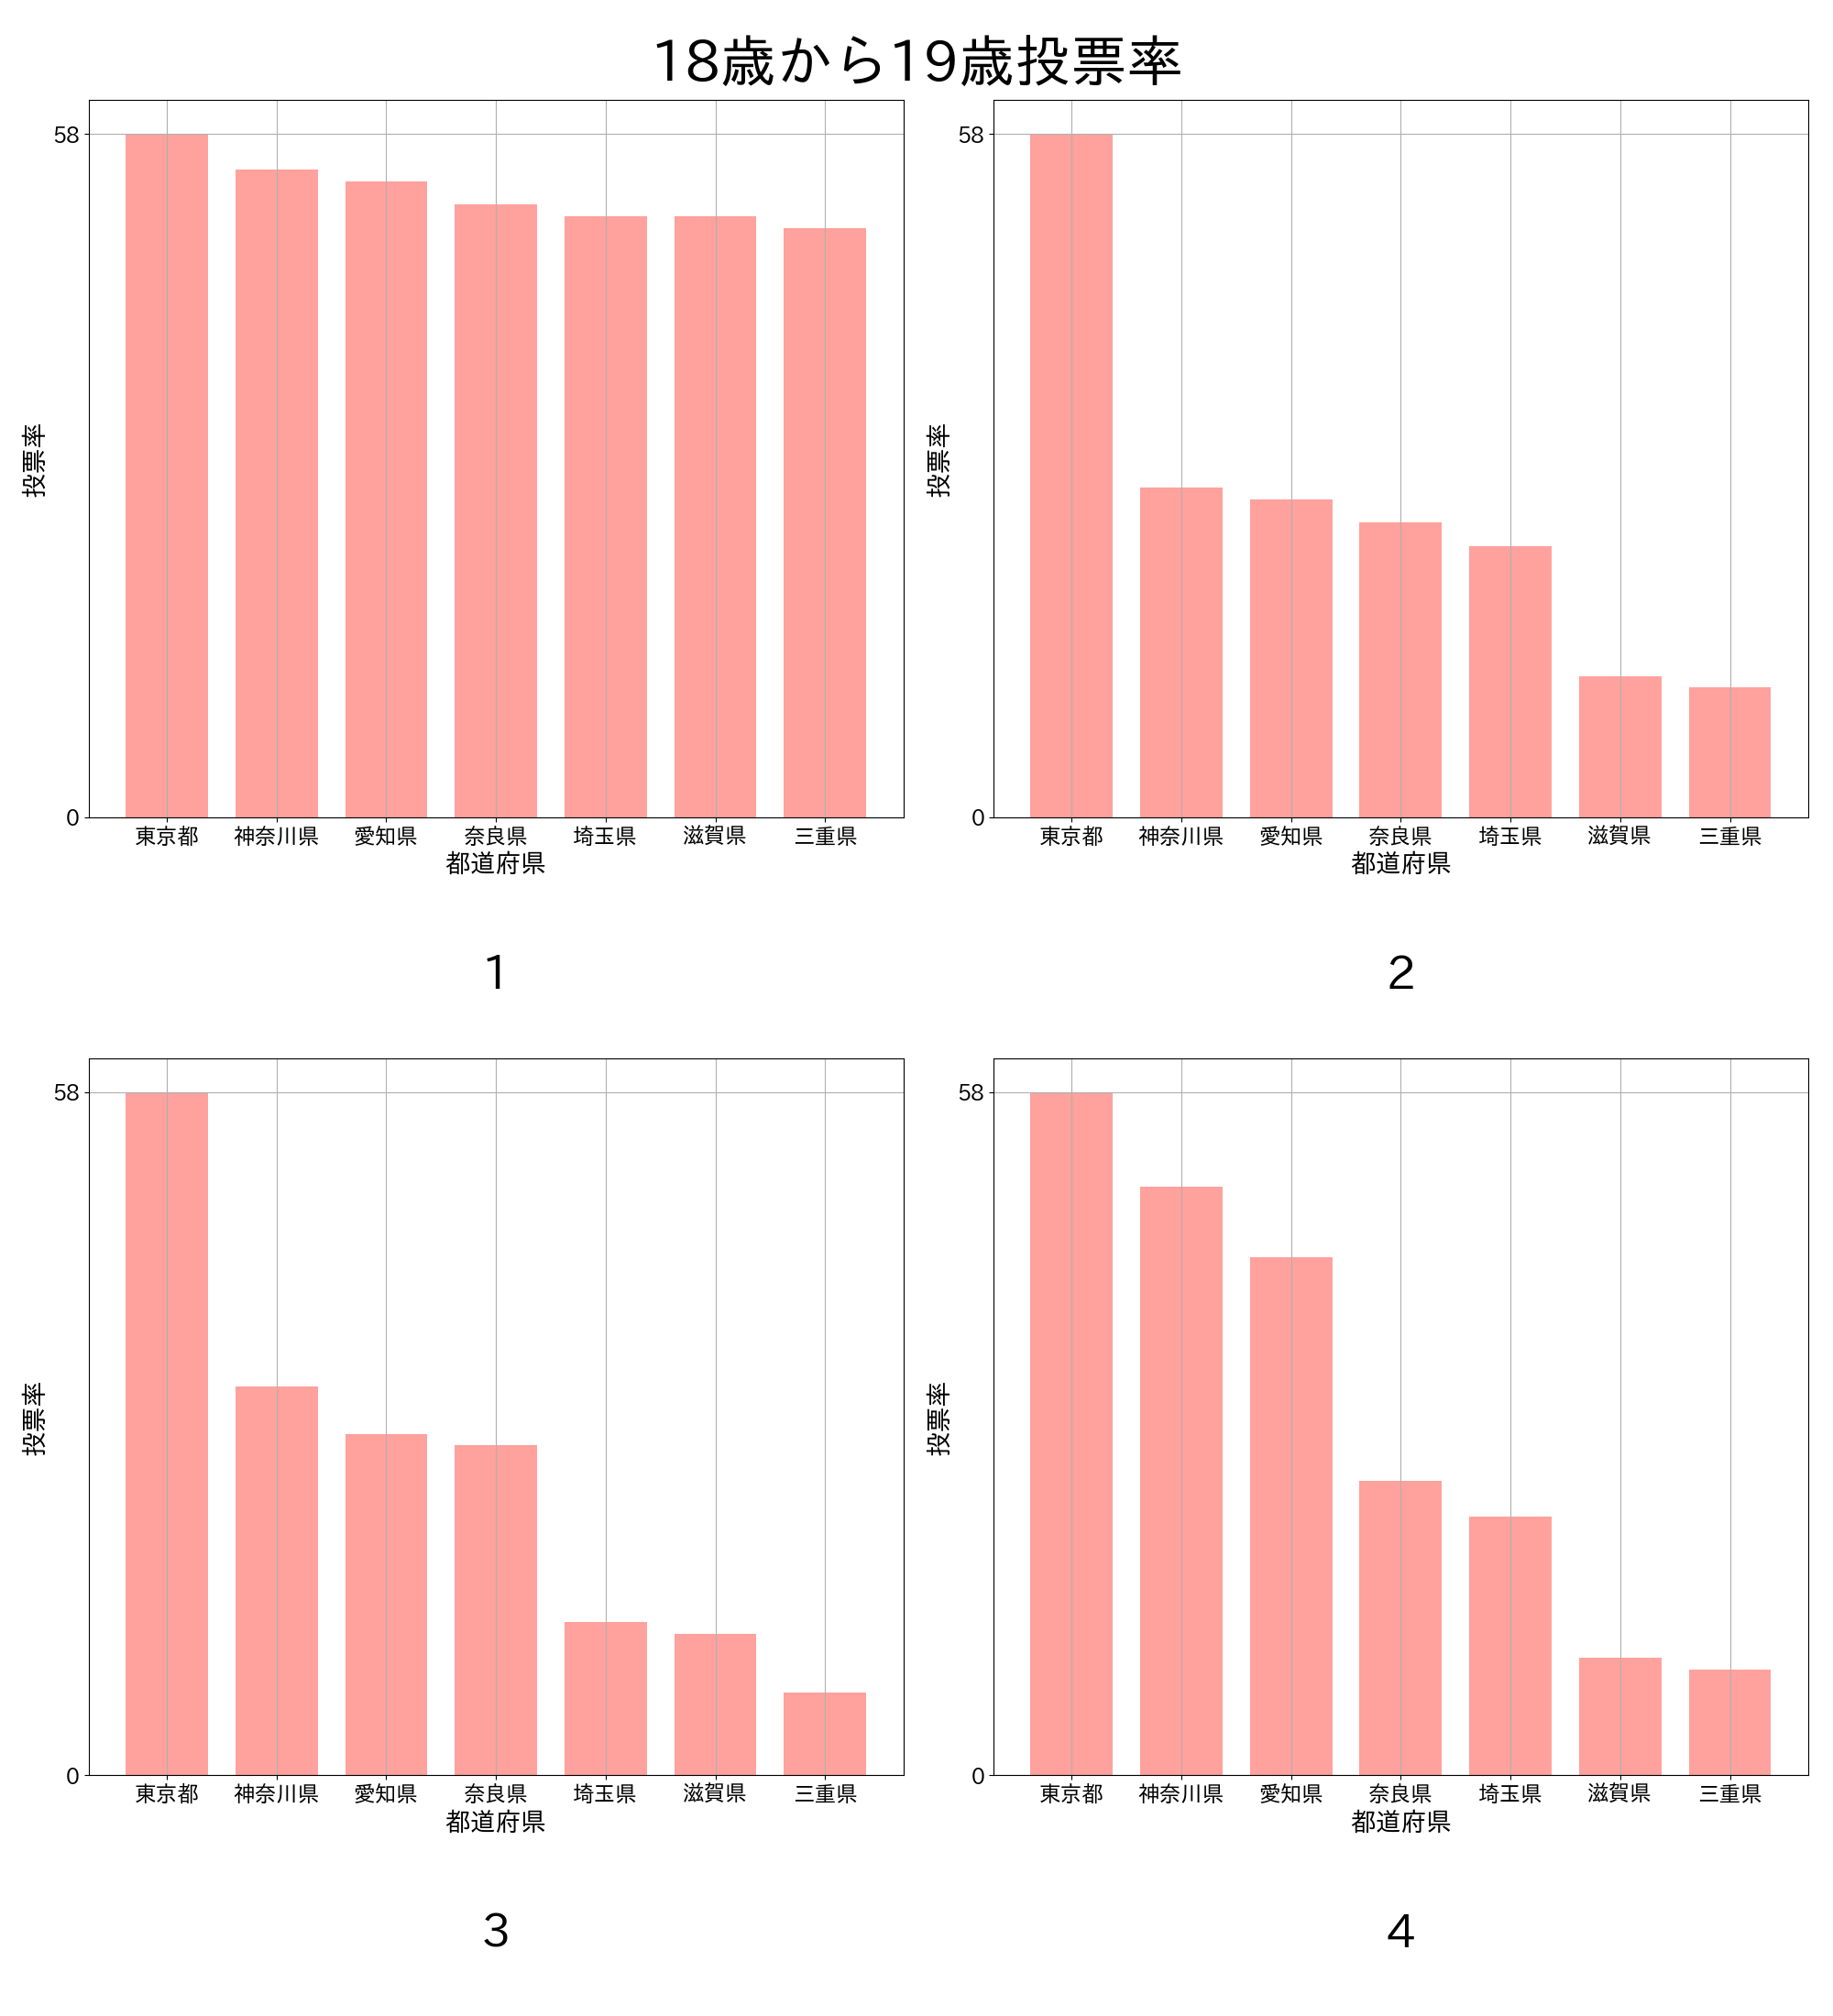 18歳から19歳投票率
58
0
投票率
東京都 神奈川県 愛知県 奈良県 埼玉県 滋賀県 三重県
都道府県
1
58
0
投票率
東京都 神奈川県 愛知県 奈良県 埼玉県 滋賀県 三重県
都道府県
2
58
0
投票率
東京都 神奈川県 愛知県 奈良県 埼玉県 滋賀県 三重県
都道府県
3
58
0
投票率
東京都 神奈川県 愛知県 奈良県 埼玉県 滋賀県 三重県
都道府県
4